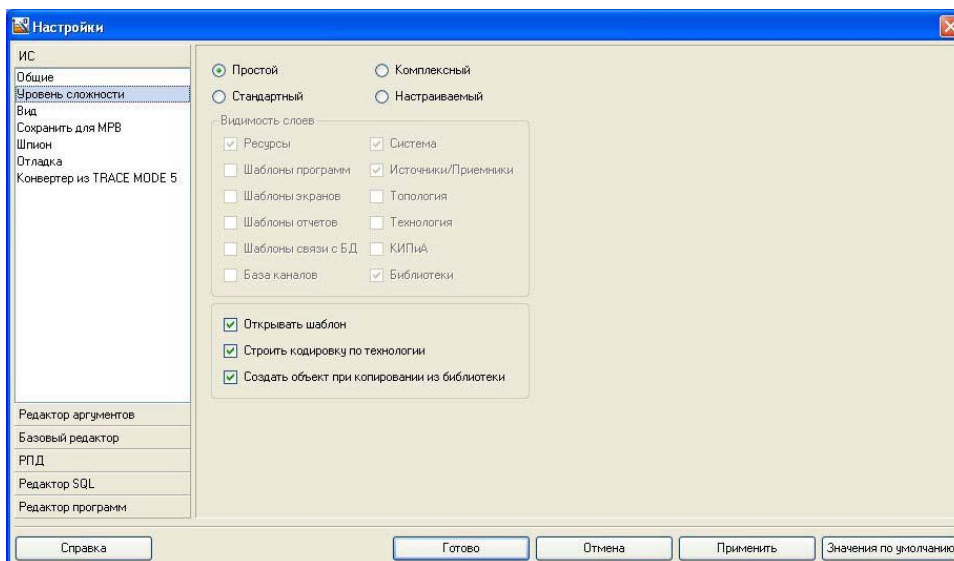 Настройки
ИС
Общие
Уровень сложности
Вид
Сохранить для МРВ
Шпион
Отладка
Конвертер из TRACE MODE 5
Редактор аргументов
Базовый редактор
РПД
Редактор SQL
Редактор программ
Простой Комплексный
Стандартный Настраиваемый
Видимость слоев
Ресурсы Система
Шаблоны программ Источники/Приемники
Шаблоны экранов Топология
Шаблоны отчетов Технология
Шаблоны связи с БД КИПиА
База каналов Библиотеки
Открывать шаблон
Строить кодировку по технологии
Создать объект при копировании из библиотеки
Справка Готово Отмена Применить Значения по умолчанию